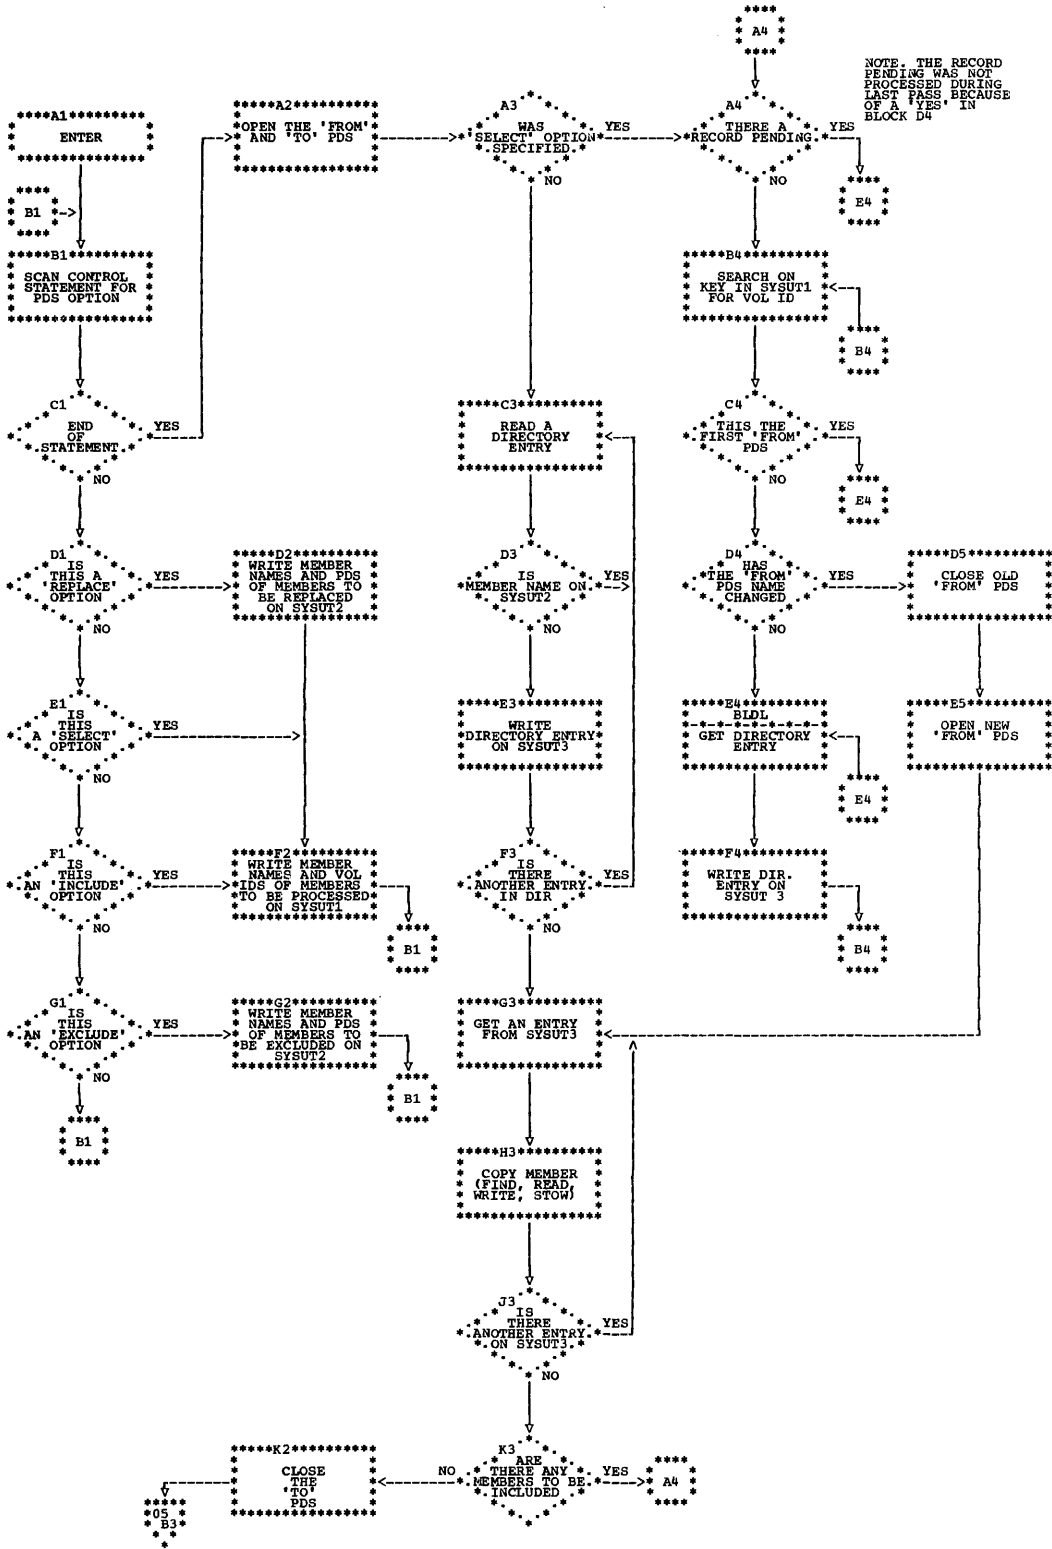 A4
NOTE. THE RECORD
PENDING WAS NOT
PROCESSED DURING
LAST PASS BECAUSE
OF A 'YES' IN
BLOCK D4
A1
ENTER
A2
OPEN THE 'FROM'
AND 'TO' PDS
A3
WAS
'SELECT' OPTION
SPECIFIED.
YES
NO
A4
THERE A
RECORD PENDING.
YES
NO
E4
B1
B1
SCAN CONTROL
STATEMENT FOR
PDS OPTION
B4
SEARCH ON
KEY IN SYSUT1
FOR VOL ID
B4
C1
END
OF
STATEMENT.
YES
NO
C3
READ A
DIRECTORY
ENTRY
C4
THIS THE
FIRST 'FROM'
PDS
YES
NO
E4
D1
IS
THIS A
'REPLACE'
OPTION
YES
NO
D2
WRITE MEMBER
NAMES AND PDS
OF MEMBERS TO
BE REPLACED
ON SYSUT2
D3
IS
MEMBER NAME ON
SYSUT2
YES
NO
D4
HAS
THE 'FROM'
PDS NAME
CHANGED
YES
NO
D5
CLOSE OLD
'FROM' PDS
E1
IS
THIS
A 'SELECT'
OPTION
YES
NO
E3
WRITE
DIRECTORY ENTRY
ON SYSUT3
E4
BLDL
GET DIRECTORY
ENTRY
E4
E5
OPEN NEW
'FROM' PDS
F1
IS
THIS
AN 'INCLUDE'
OPTION
YES
NO
F2
WRITE MEMBER
NAMES AND VOL
IDS OF MEMBERS
TO BE PROCESSED
ON SYSUT1
B1
F3
IS
THERE
ANOTHER ENTRY
IN DIR
YES
NO
F4
WRITE DIR.
ENTRY ON
SYSUT 3
B4
G1
IS
THIS
AN 'EXCLUDE'
OPTION
YES
NO
B1
G2
WRITE MEMBER
NAMES AND PDS
OF MEMBERS TO
BE EXCLUDED ON
SYSUT2
B1
G3
GET AN ENTRY
FROM SYSUT3
H3
COPY MEMBER
(FIND, READ,
WRITE, STOW)
J3
IS
THERE
ANOTHER ENTRY
ON SYSUT3.
YES
NO
K2
CLOSE
THE
'TO'
PDS
K3
ARE
THERE ANY
MEMBERS TO BE
INCLUDED
NO
YES
A4
05
B3